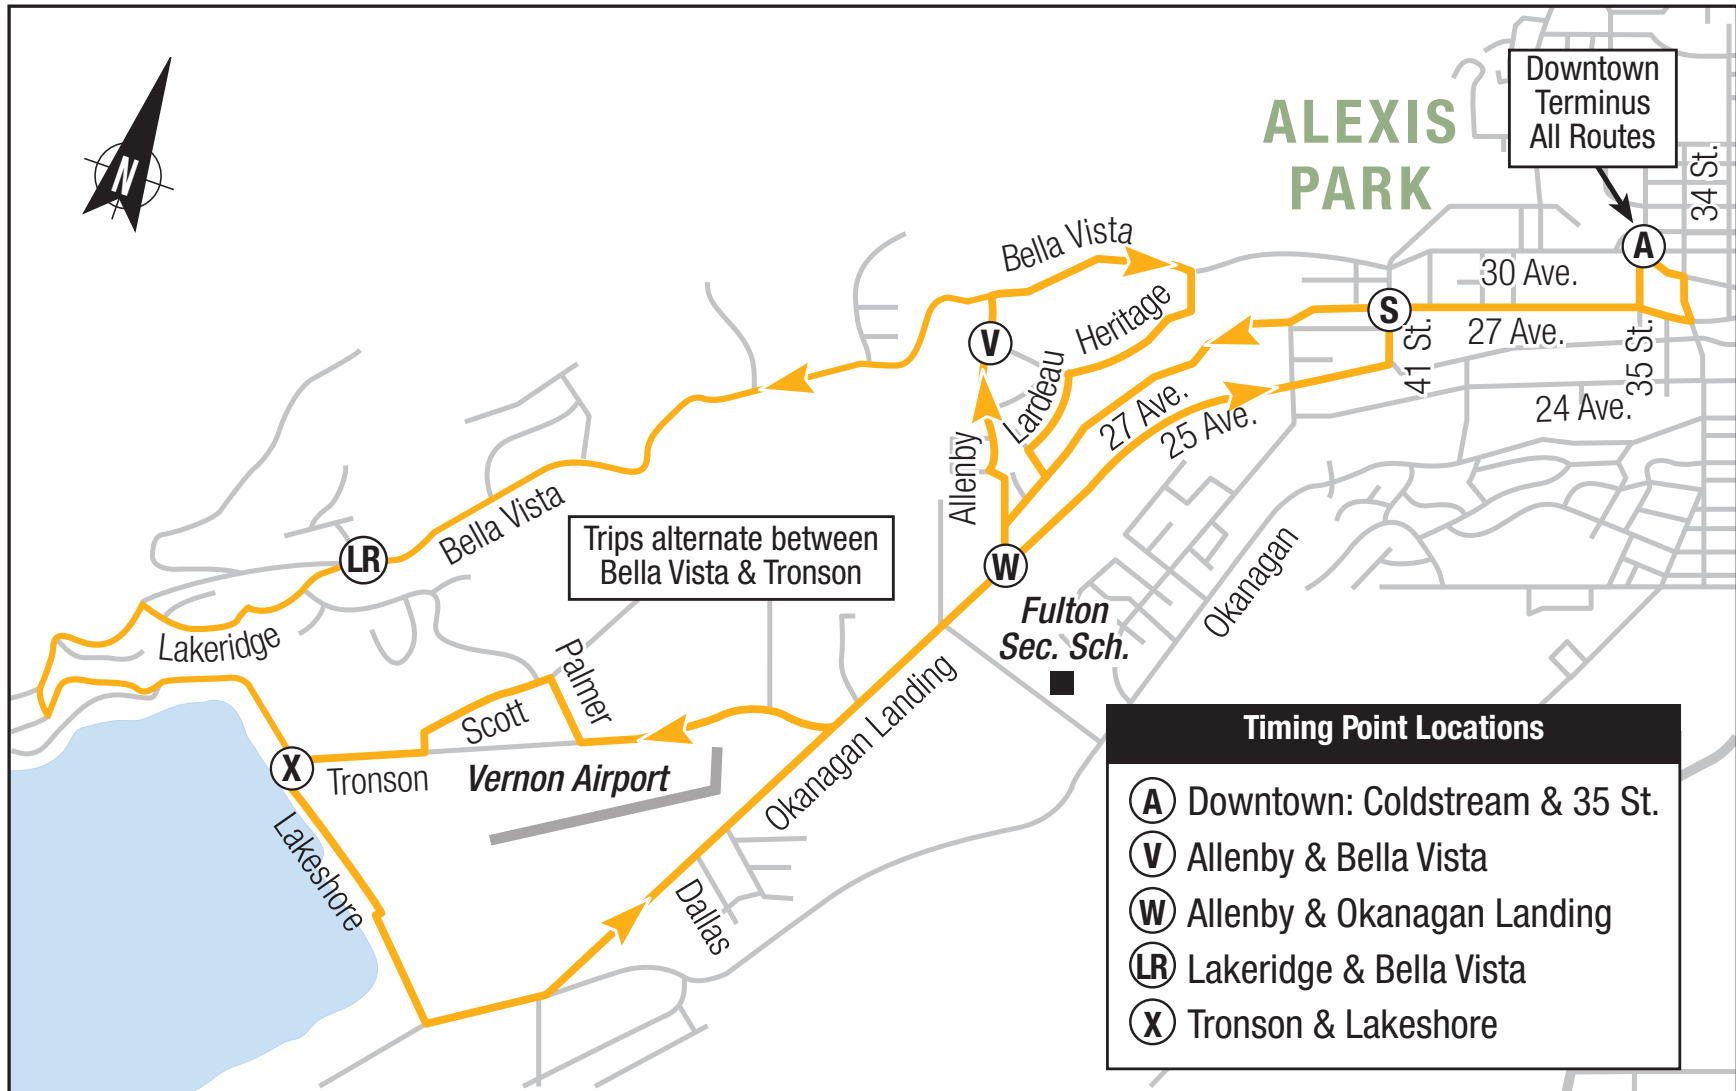 N
ALEXIS
PARK
Downtown
Terminus
All Routes
34 St.
A
Bella Vista
30 Ave.
S
27 Ave.
V
Heritage
41 St.
35 St.
Lardeau
24 Ave.
27 Ave.
25 Ave.
Allenby
Bella Vista
LR
Trips alternate between
Bella Vista & Tronson
W
Fulton
Sec. Sch.
Okanagan
Lakeridge
Palmer
Scott
Okanagan Landing
X
Tronson
Vernon Airport
Lakeshore
Dallas
Timing Point Locations
A Downtown: Coldstream & 35 St.
V Allenby & Bella Vista
W Allenby & Okanagan Landing
LR Lakeridge & Bella Vista
X Tronson & Lakeshore